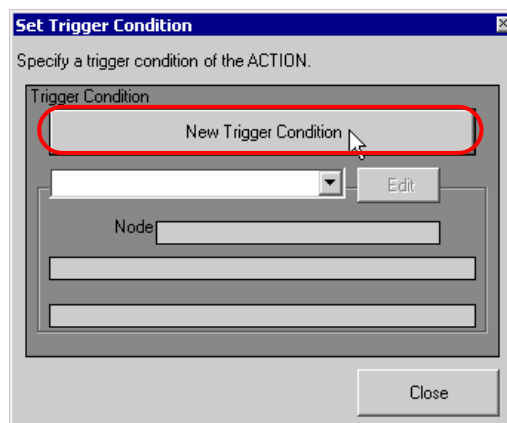 Set Trigger Condition
Specify a trigger condition of the ACTION.
Trigger Condition
New Trigger Condition
Edit
Node
Close